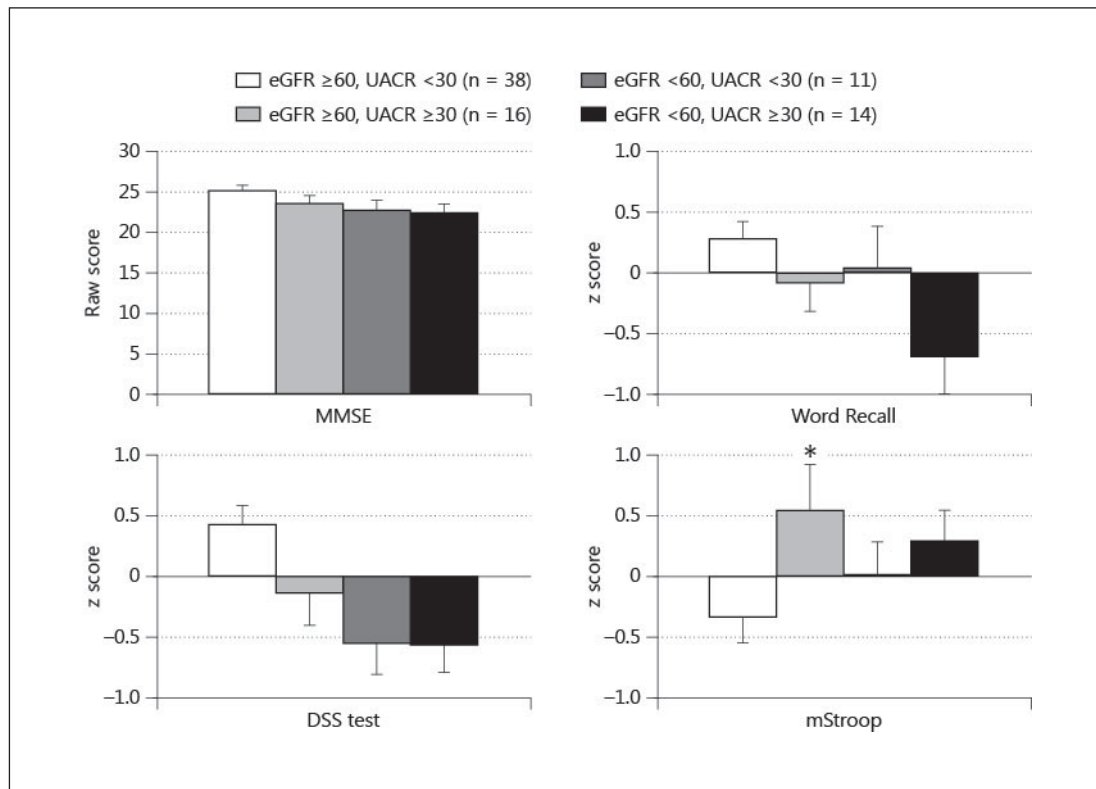 eGFR ≥60, UACR <30 (n = 38)
eGFR <60, UACR <30 (n = 11)
eGFR ≥60, UACR ≥30 (n = 16)
eGFR <60, UACR ≥30 (n = 14)
30
25
20
15
10
5
0
Raw score
MMSE
1.0
0.5
0
–0.5
–1.0
z score
Word Recall
1.0
0.5
0
–0.5
–1.0
z score
DSS test
1.0
0.5
0
–0.5
–1.0
z score
*
mStroop